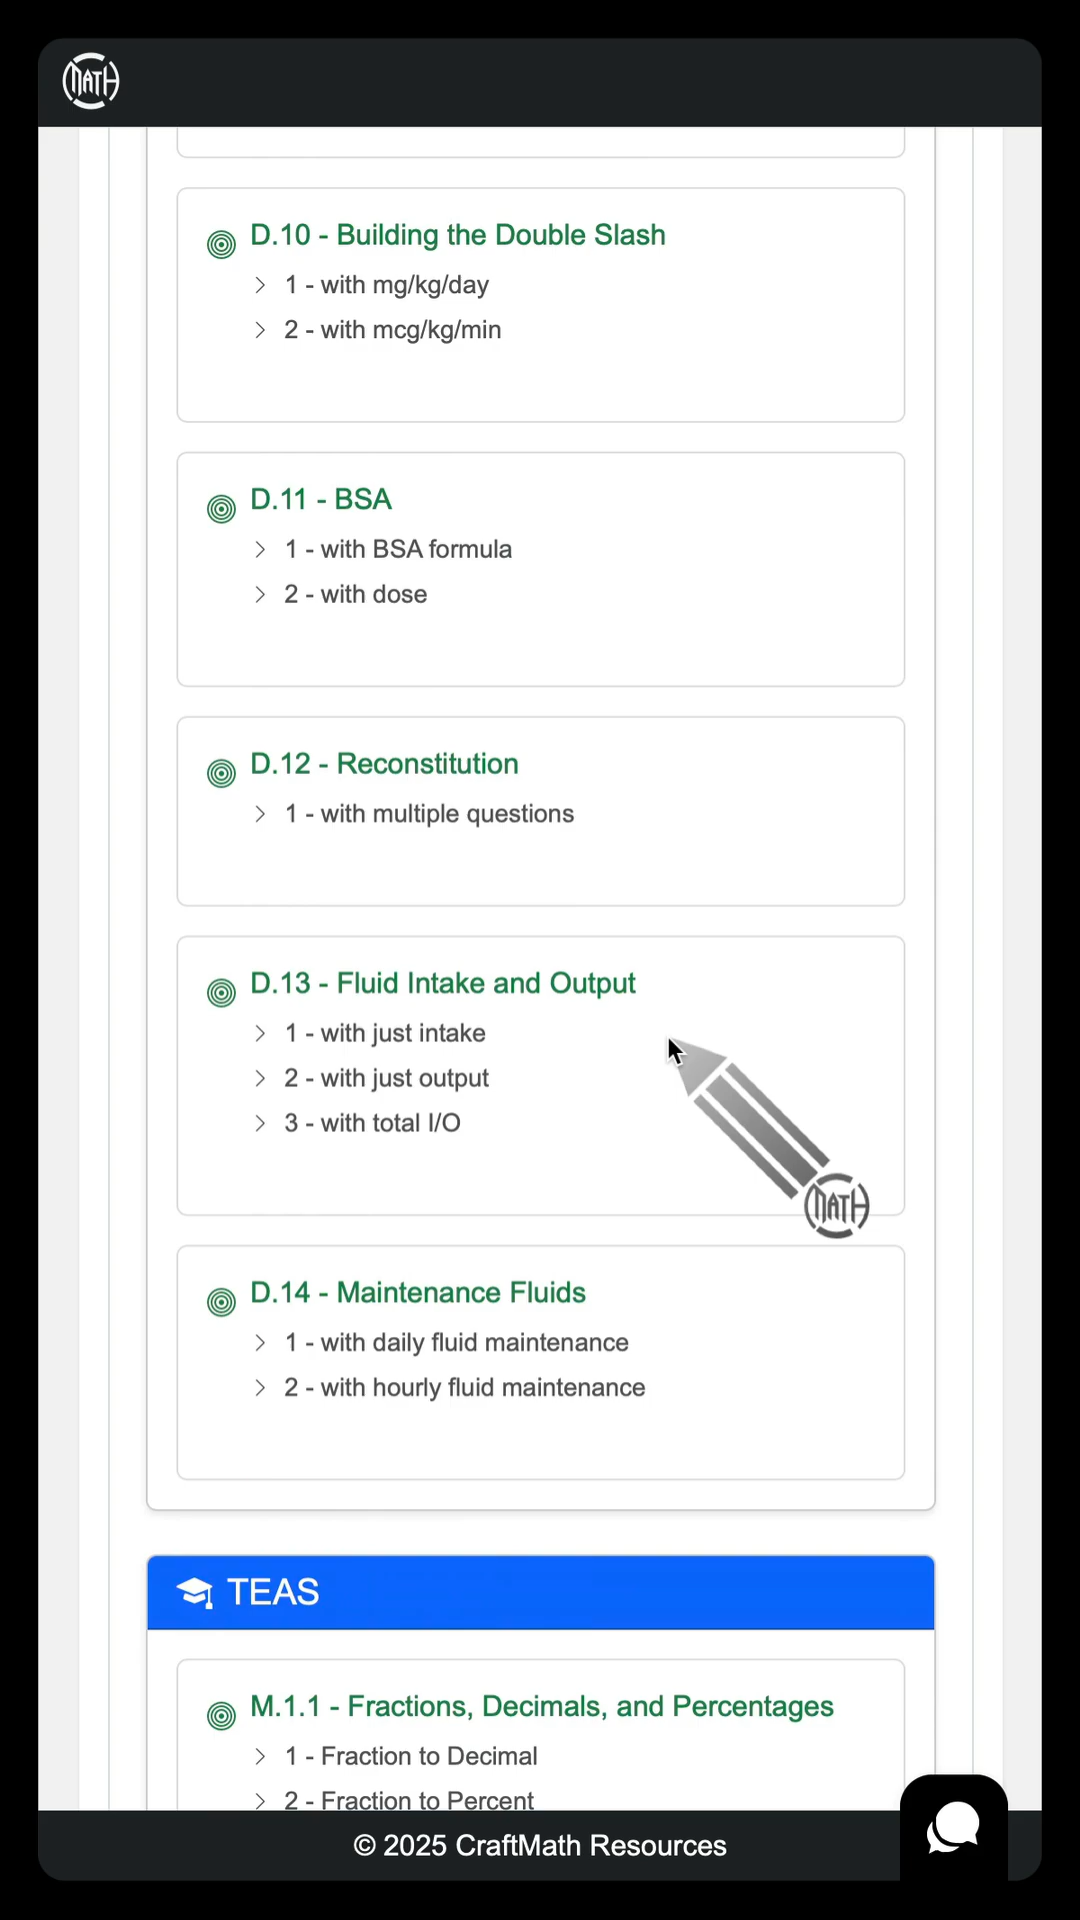 MATH
D.10 - Building the Double Slash
1 - with mg/kg/day
2 - with mcg/kg/min
D.11 - BSA
1 - with BSA formula
2 - with dose
D.12 - Reconstitution
1 - with multiple questions
D.13 - Fluid Intake and Output
1 - with just intake
2 - with just output
3 - with total I/O
MATH
D.14 - Maintenance Fluids
1 - with daily fluid maintenance
2 - with hourly fluid maintenance
TEAS
M.1.1 - Fractions, Decimals, and Percentages
1 - Fraction to Decimal
2 - Fraction to Percent
© 2025 CraftMath Resources